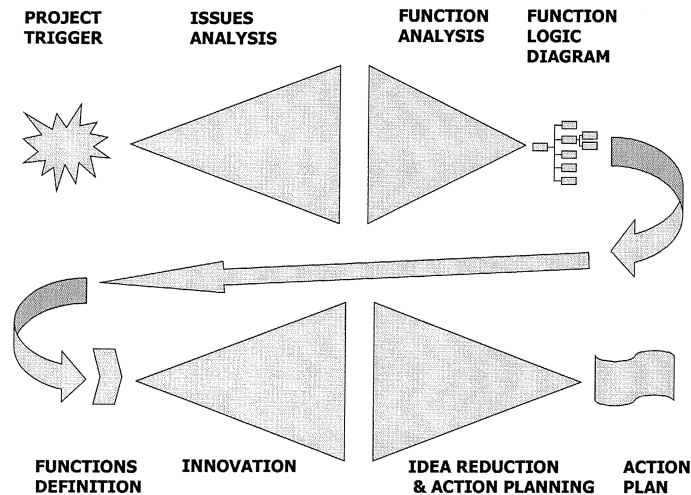 PROJECT
TRIGGER
ISSUES
ANALYSIS
FUNCTION
ANALYSIS
FUNCTION
LOGIC
DIAGRAM
FUNCTIONS
DEFINITION
INNOVATION
IDEA REDUCTION
& ACTION PLANNING
ACTION
PLAN